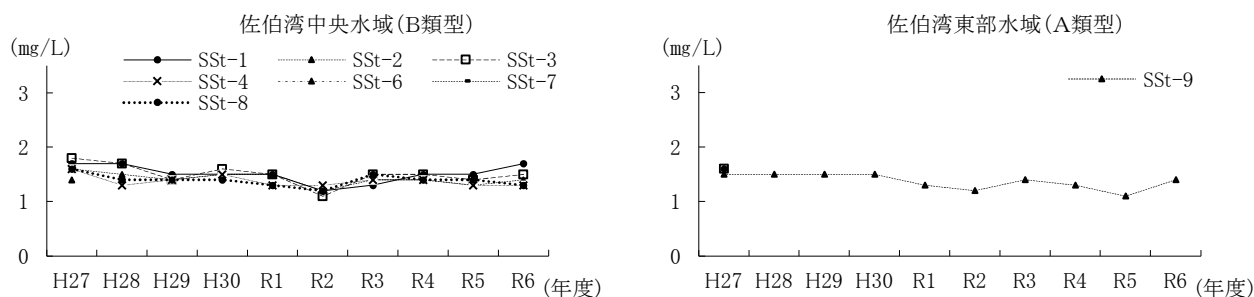 佐伯湾中央水域(B類型)
(mg/L)
SSt-1 SSt-2 SSt-3
SSt-4 SSt-6 SSt-7
SSt-8
3
2
1
0
H27 H28 H29 H30 R1 R2 R3 R4 R5 R6 (年度)
佐伯湾東部水域(A類型)
(mg/L)
SSt-9
3
2
1
0
H27 H28 H29 H30 R1 R2 R3 R4 R5 R6 (年度)